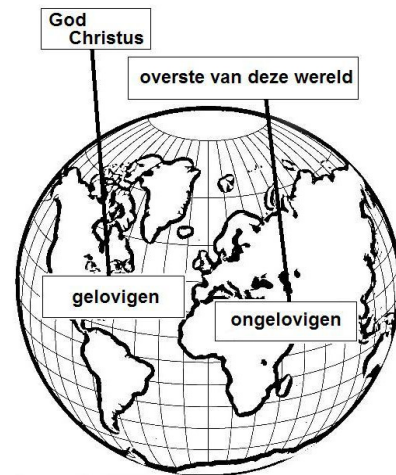 God
Christus
overste van deze wereld
gelovigen
ongelovigen